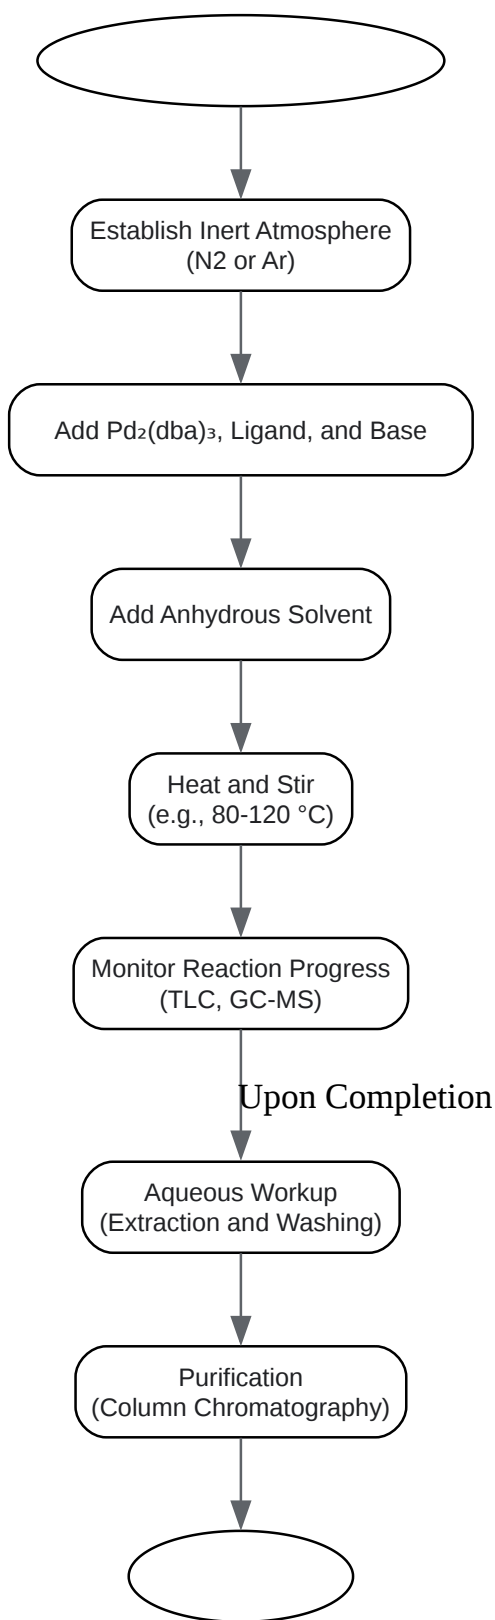 Establish Inert Atmosphere
(N2 or Ar)
Add Pd₂(dba)₃, Ligand, and Base
Add Anhydrous Solvent
Heat and Stir
(e.g., 80-120 °C)
Monitor Reaction Progress
(TLC, GC-MS)
Upon Completion
Aqueous Workup
(Extraction and Washing)
Purification
(Column Chromatography)